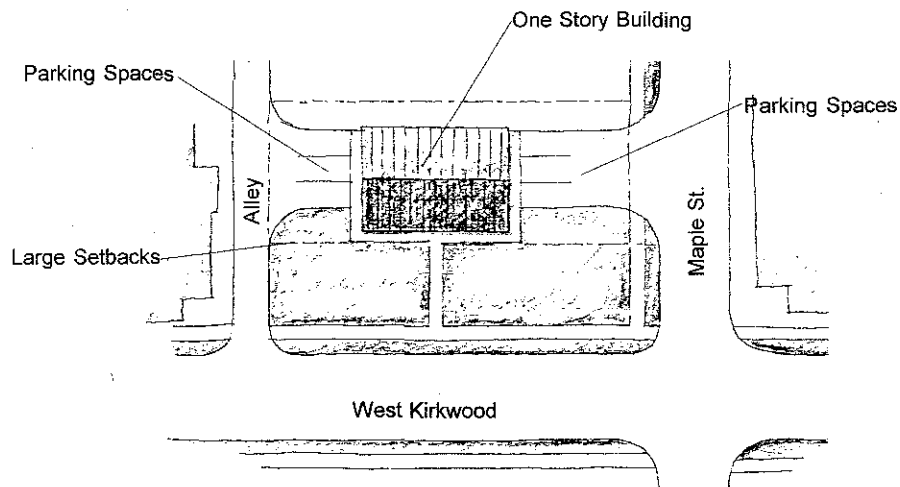 One Story Building
Parking Spaces
Parking Spaces
Alley
Maple St.
Large Setbacks
West Kirkwood